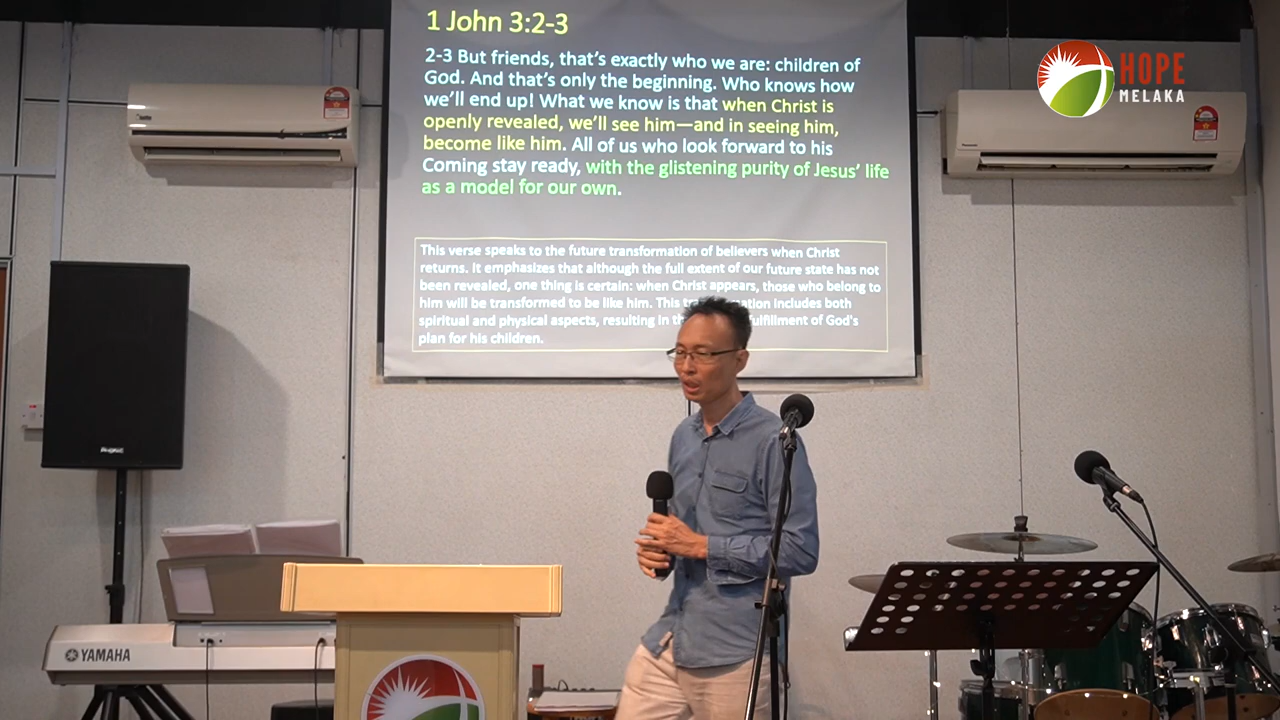 1 John 3:2-3
2-3 But friends, that's exactly who we are: children of
God. And that's only the beginning. Who knows how
we'll end up! What we know is that when Christ is
openly revealed, we'll see him—and in seeing him,
become like him. All of us who look forward to his
Coming stay ready, with the glistening purity of Jesus' life
as a model for our own.
This verse speaks to the future transformation of believers when Christ
returns. It emphasizes that although the full extent of our future state has not
been revealed, one thing is certain: when Christ appears, those who belong to
him will be transformed to be like him. This
spiritual and physical aspects, resulting in
ulfillment of God's
ation includes both
plan for his children.
HOPE
MELAKA
YAMAHA